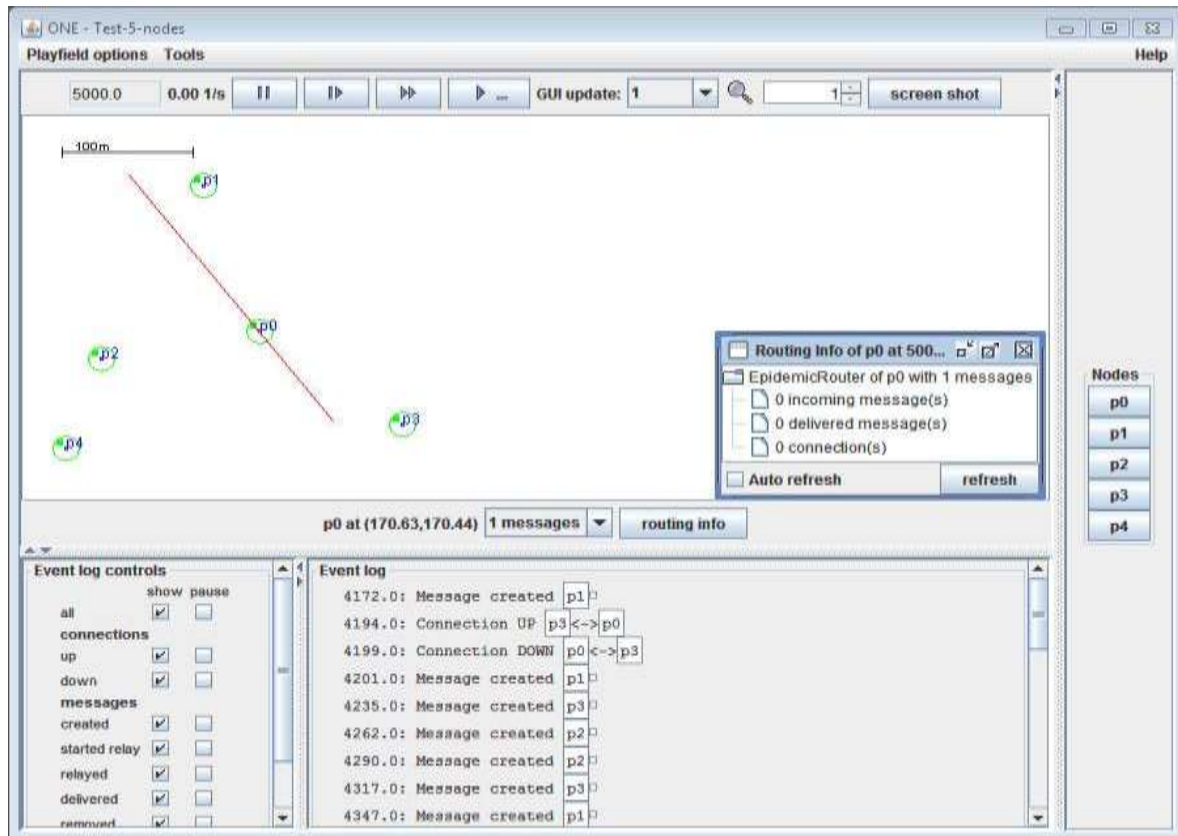 ONE - Test-5-nodes
Playfield options Tools Help
5000.0 0.00 1/s GUI update: 1 1 screen shot
100m
p1
p0
p2
p3
p4
Routing Info of p0 at 500...
EpidemicRouter of p0 with 1 messages
0 incoming message(s)
0 delivered message(s)
0 connection(s)
Auto refresh refresh
Nodes
p0
p1
p2
p3
p4
p0 at (170.63,170.44) 1 messages routing info
Event log controls
show pause
all
connections
up
down
messages
created
started relay
relayed
delivered
removed
Event log
4172.0: Message created p1
4194.0: Connection UP p3<->p0
4199.0: Connection DOWN p0<->p3
4201.0: Message created p1
4235.0: Message created p3
4262.0: Message created p2
4290.0: Message created p2
4317.0: Message created p3
4347.0: Message created p1